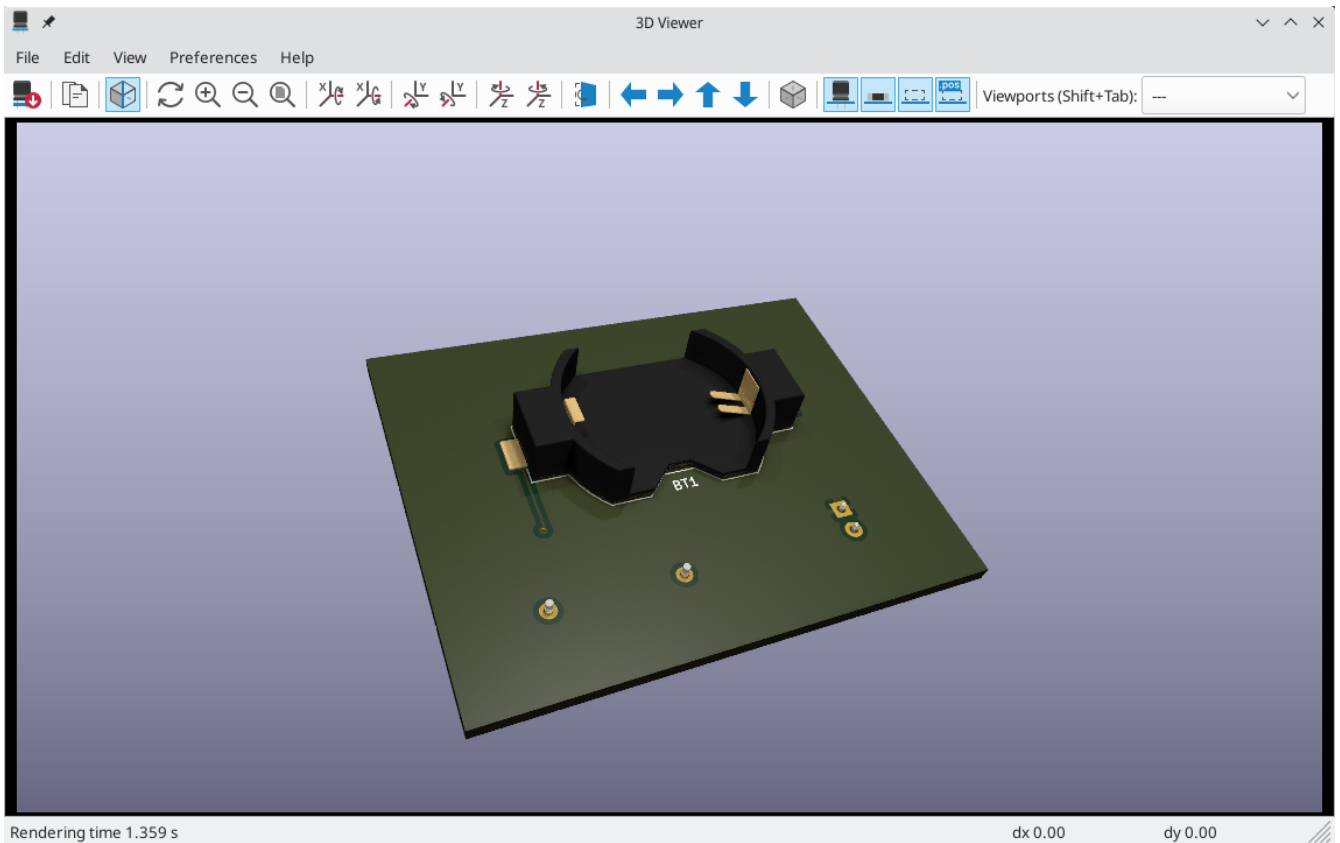 3D Viewer
File Edit View Preferences Help
.pos Viewports (Shift+Tab): ---
BT1
Rendering time 1.359 s dx 0.00 dy 0.00